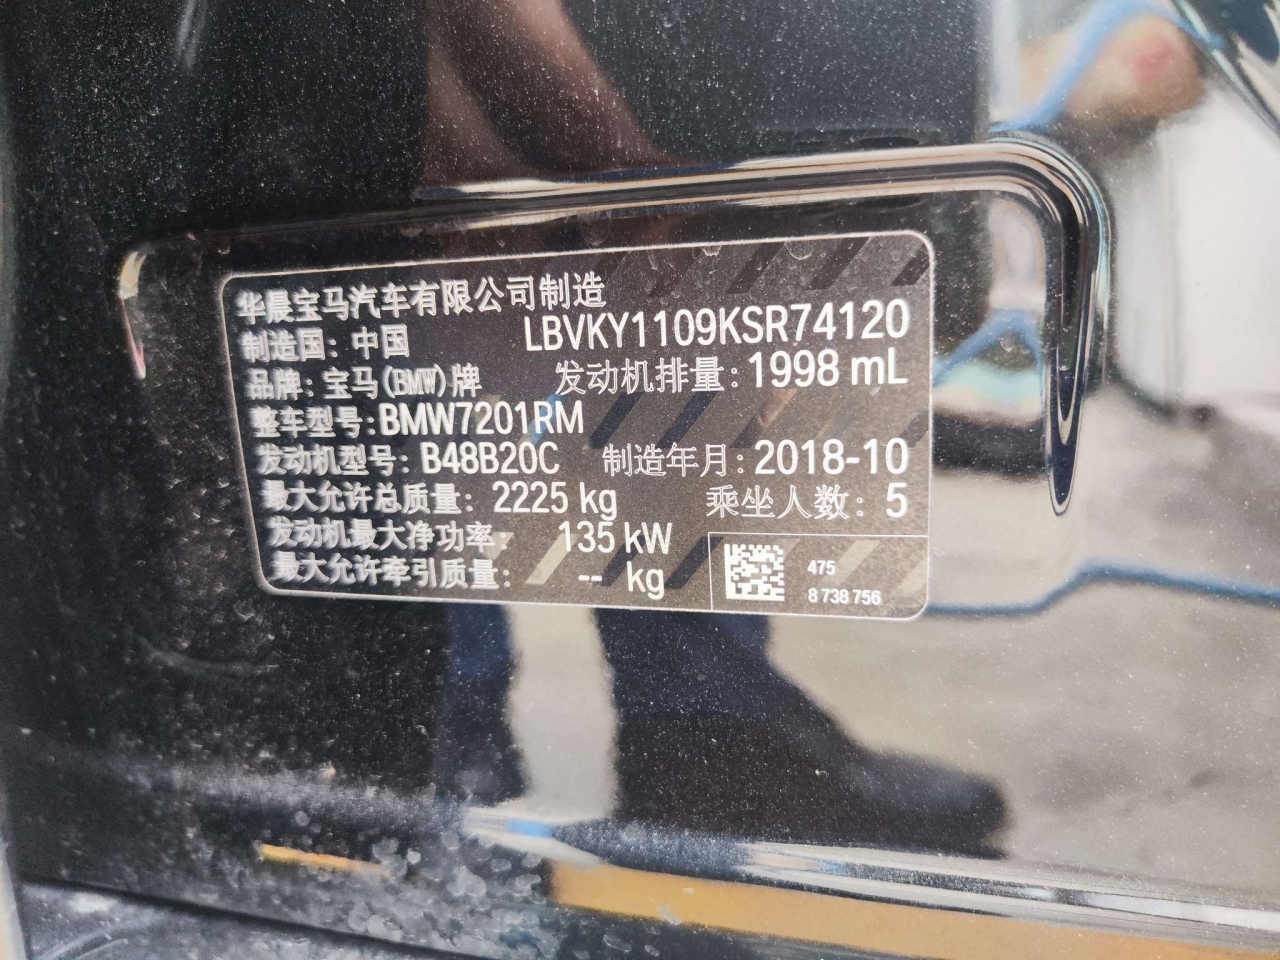 华晨宝马汽车有限公司制造
制造国: 中国 LBVKY1109KSR74120
品牌: 宝马(BMW)牌 发动机排量: 1998 mL
整车型号: BMW7201RM
发动机型号: B48B20C 制造年月: 2018-10
最大允许总质量: 2225 kg 乘坐人数: 5
发动机最大净功率: 135 kW
最大允许牵引质量: -- kg
475
8 738 756